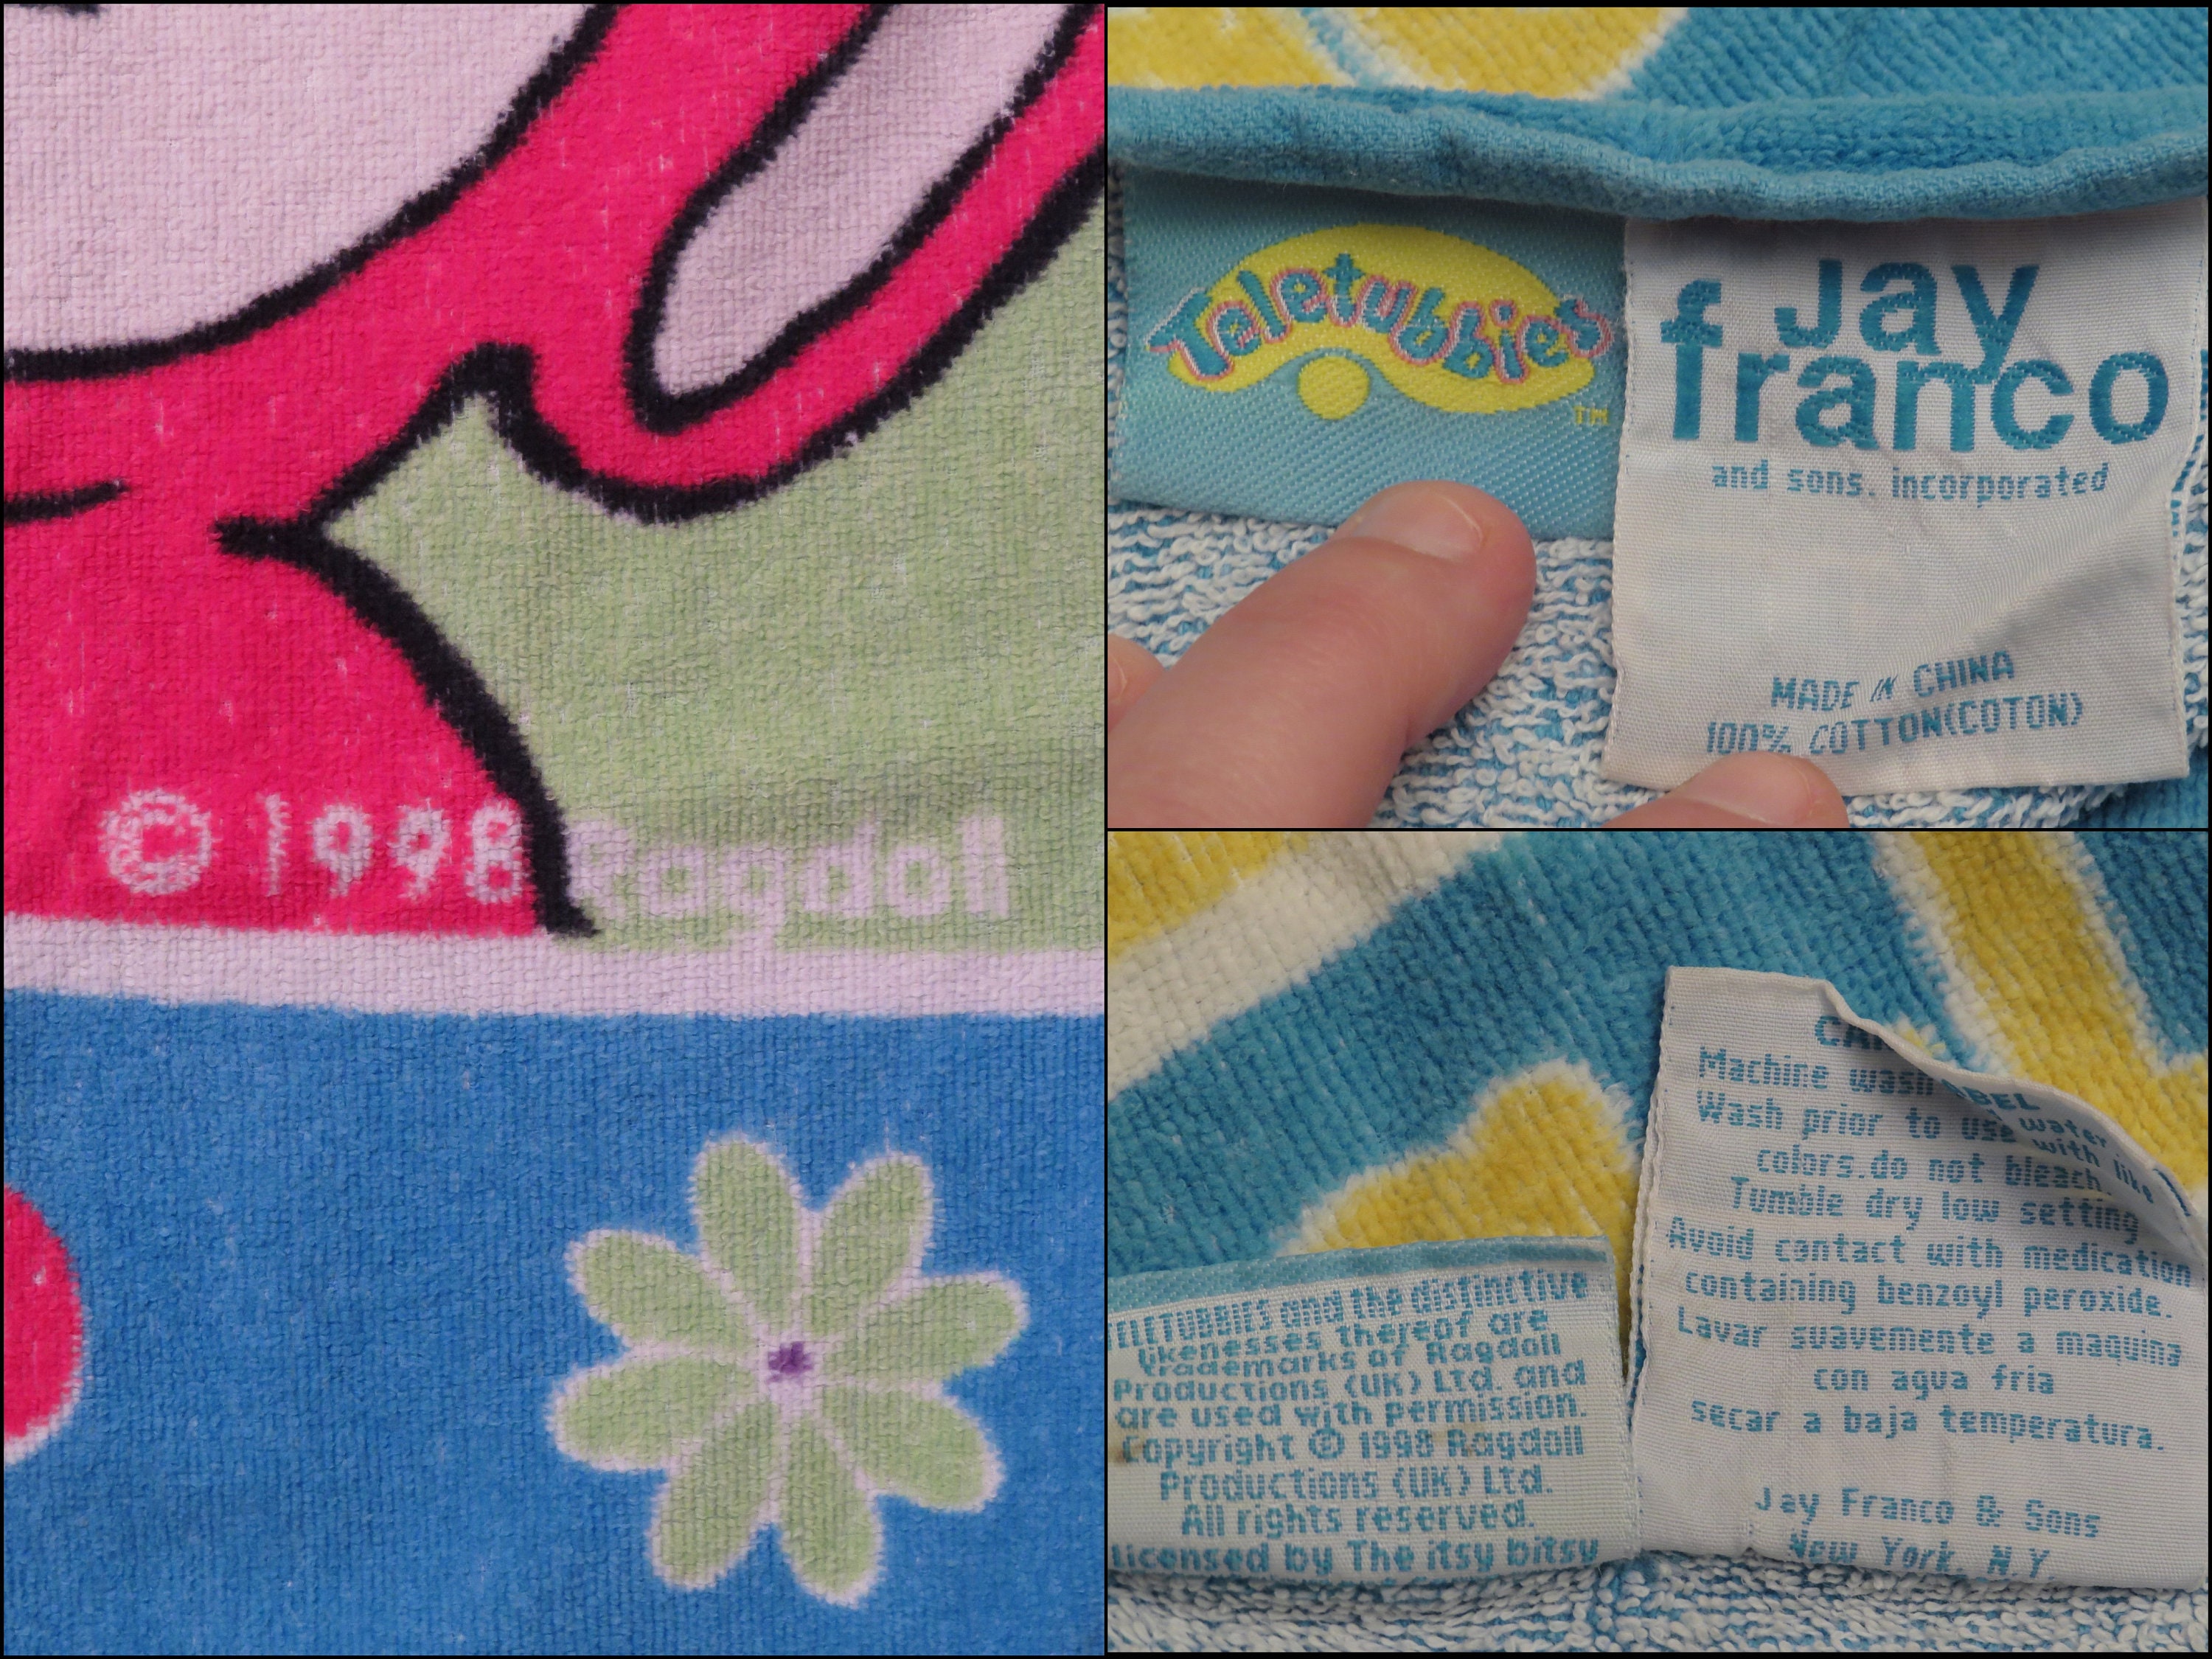 © 1998 Ragdoll
Teletubbies
TM
f Jay
franco
and sons, incorporated
MADE IN CHINA
100% COTTON(COTON)
TELETUBBIES and the distinctive
likenesses thereof are
trademarks of Ragdoll
Productions (UK) Ltd. and
are used with permission.
Copyright © 1998 Ragdoll
Productions (UK) Ltd.
All rights reserved.
Licensed by The itsy bitsy
Machine wash water
Wash prior to use with like
colors.do not bleach.
Tumble dry low setting
Avoid contact with medication
containing benzoyl peroxide.
Lavar suavemente a maquina
con agua fria
secar a baja temperatura.
Jay Franco & Sons
New York, N.Y.